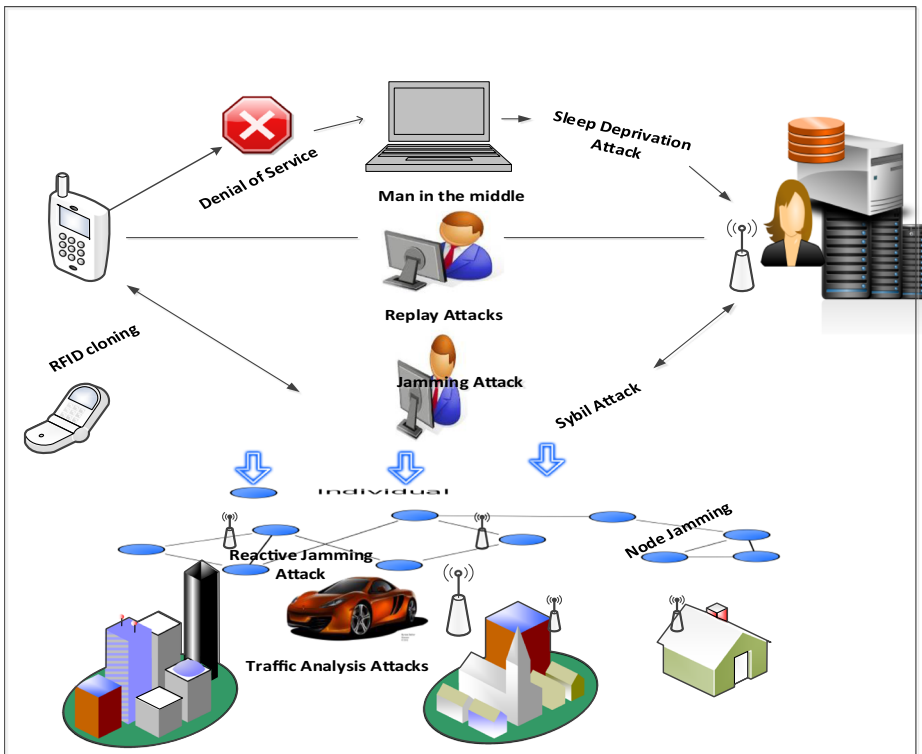 Denial of Service
Sleep Deprivation
Attack
Man in the middle
RFID cloning
Replay Attacks
Jamming Attack
Sybil Attack
Individual
Node Jamming
Reactive Jamming
Attack
Traffic Analysis Attacks